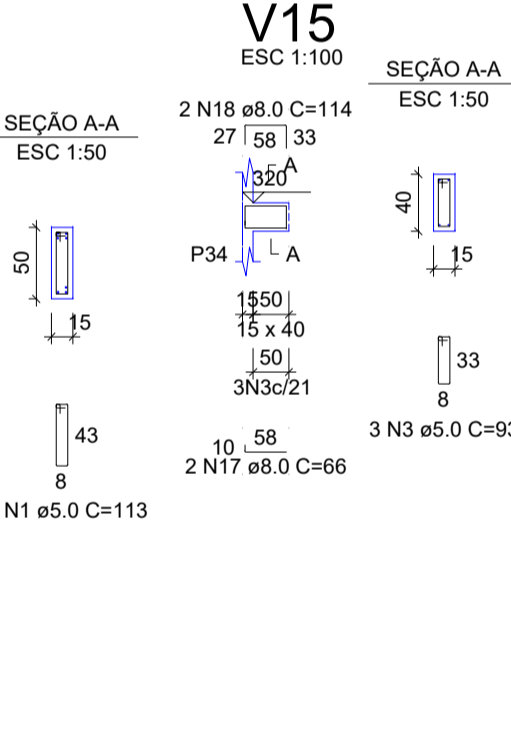 V15
ESC 1:100
SEÇÃO A-A
ESC 1:50
2 N18 ø8.0 C=114
27 58 33
A
320
P34
A
1550
15 x 40
50
3N3c/21
58
10
2 N17 ø8.0 C=66
SEÇÃO A-A
ESC 1:50
50
15
43
8
N1 ø5.0 C=113
40
15
33
8
3 N3 ø5.0 C=93